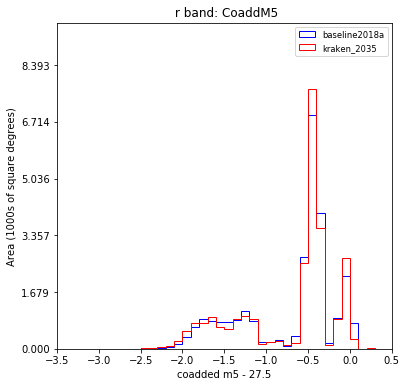 r band: CoaddM5
baseline2018a
kraken_2035
8.393
6.714
5.036
3.357
1.679
0.000
Area (1000s of square degrees)
−3.5 −3.0 −2.5 −2.0 −1.5 −1.0 −0.5 0.0 0.5
coadded m5 - 27.5